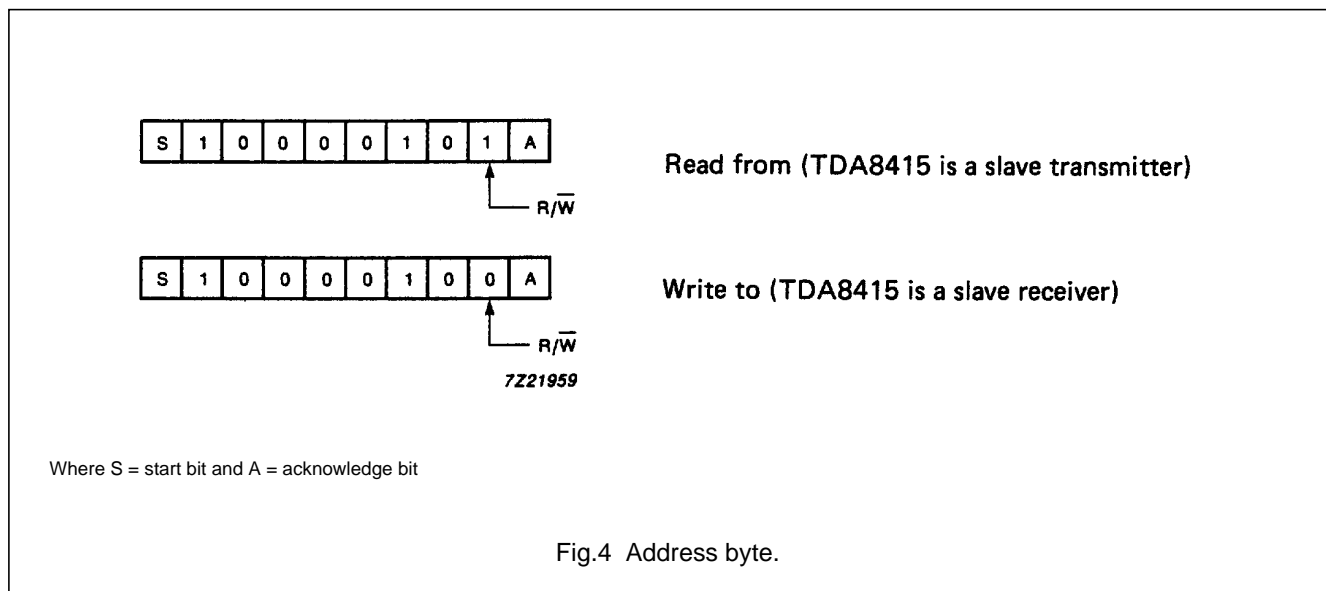 S 1 0 0 0 0 1 0 1 A
Read from (TDA8415 is a slave transmitter)
R/W̅
S 1 0 0 0 0 1 0 0 A
Write to (TDA8415 is a slave receiver)
R/W̅
7Z21959
Where S = start bit and A = acknowledge bit
Fig.4 Address byte.